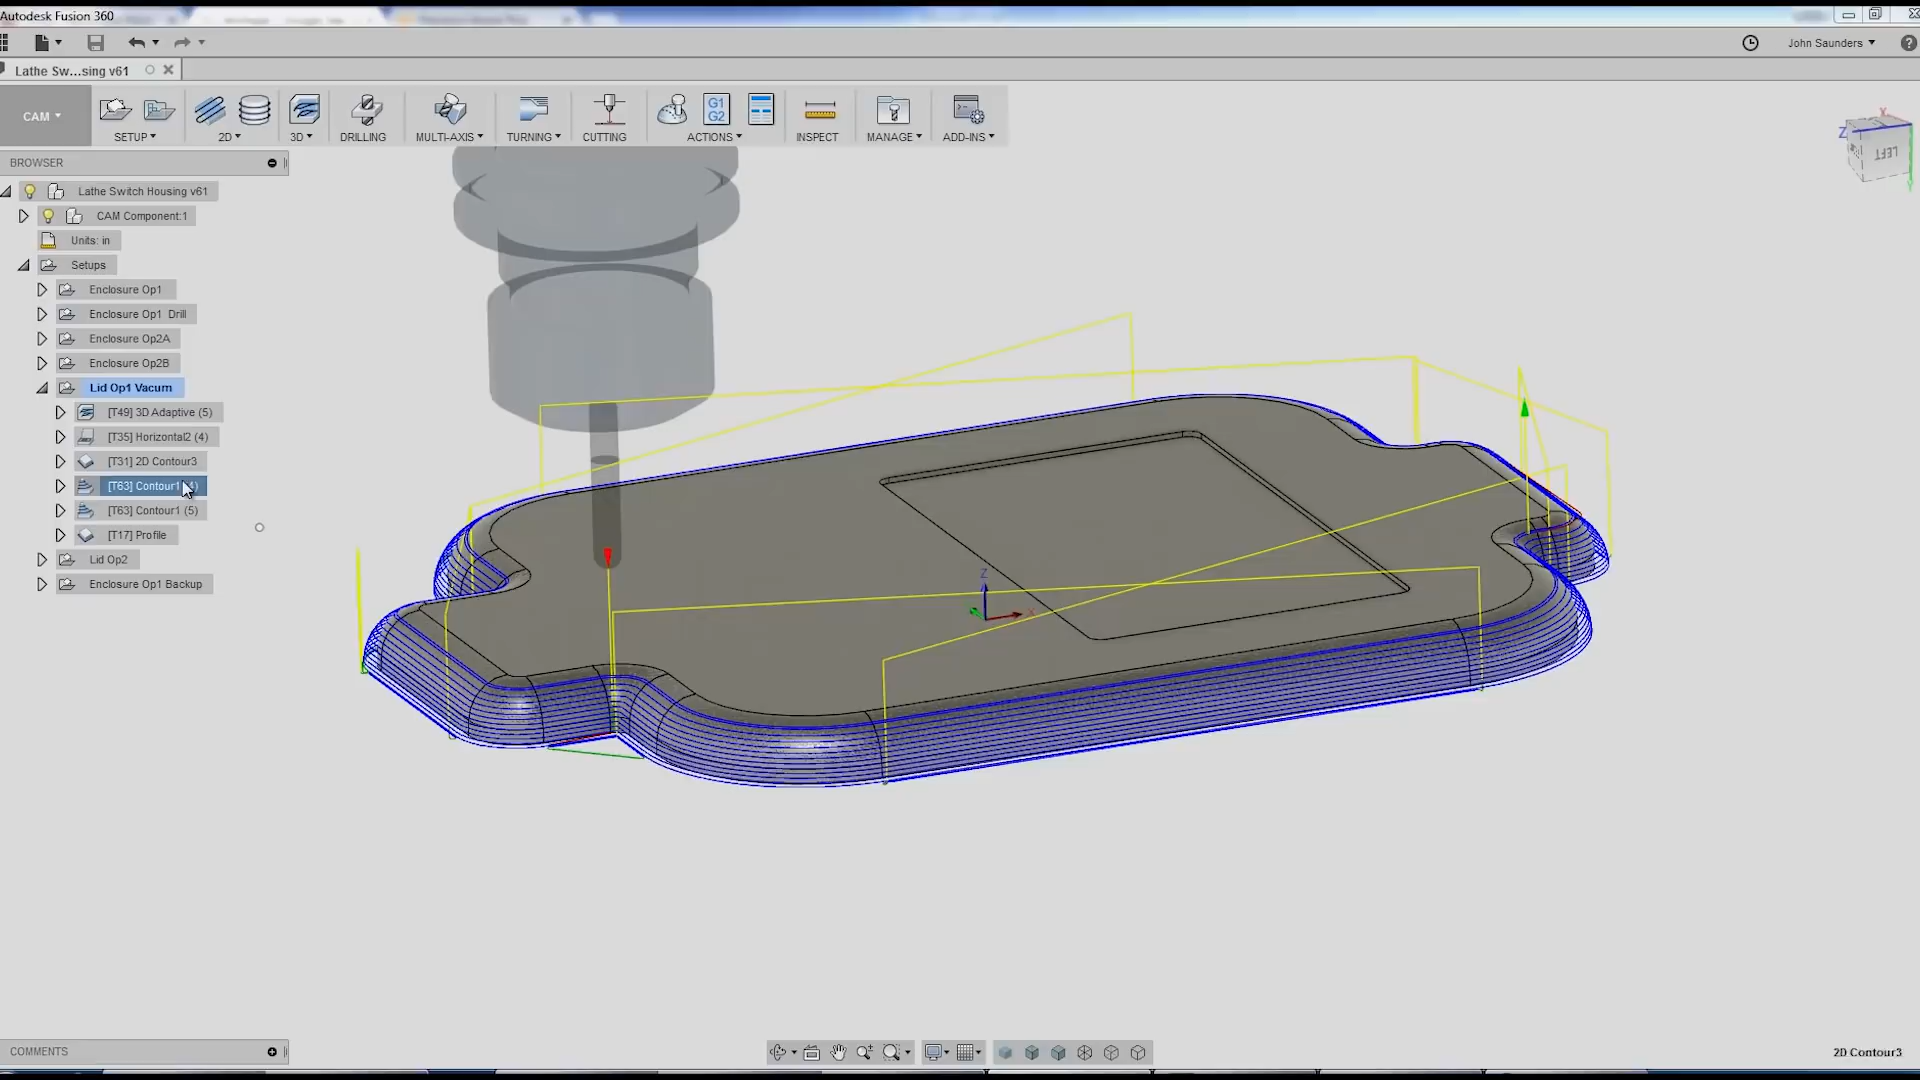 Autodesk Fusion 360
John Saunders
Lathe Sw...sing v61
CAM
SETUP
2D
3D
DRILLING
MULTI-AXIS
TURNING
CUTTING
G1
G2
ACTIONS
INSPECT
MANAGE
ADD-INS
Z
X
LEFT
BROWSER
Lathe Switch Housing v61
CAM Component:1
Units: in
Setups
Enclosure Op1
Enclosure Op1 Drill
Enclosure Op2A
Enclosure Op2B
Lid Op1 Vacum
[T49] 3D Adaptive (5)
[T35] Horizontal2 (4)
[T31] 2D Contour3
[T63] Contour1
[T63] Contour1 (5)
[T17] Profile
Lid Op2
Enclosure Op1 Backup
Z
X
COMMENTS
2D Contour3